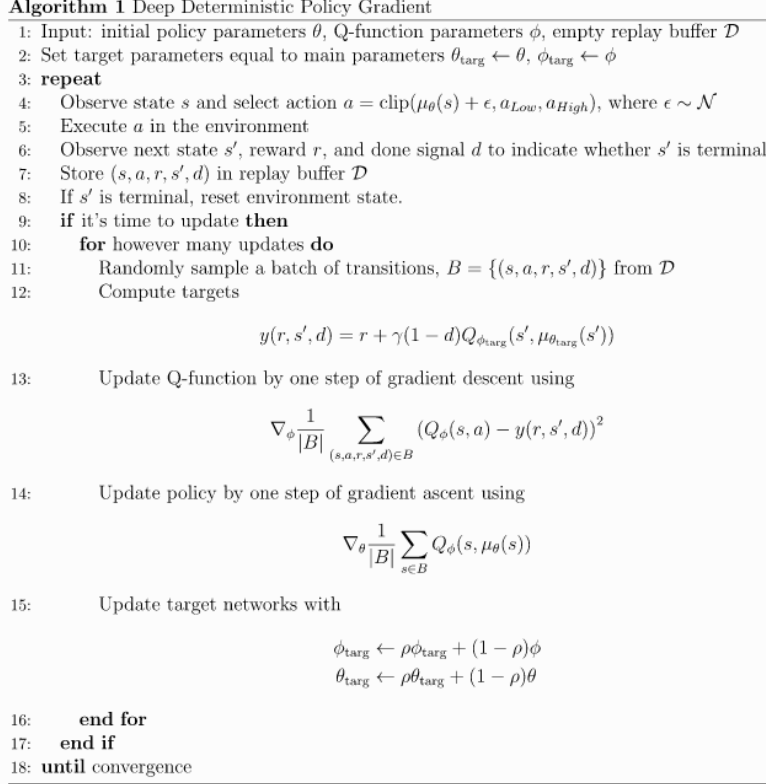 Algorithm 1 Deep Deterministic Policy Gradient
1: Input: initial policy parameters θ, Q-function parameters ϕ, empty replay buffer 𝒟
2: Set target parameters equal to main parameters θ_targ ← θ, ϕ_targ ← ϕ
3: repeat
4: Observe state s and select action a = clip(μ_θ(s) + ϵ, a_Low, a_High), where ϵ ∼ 𝒩
5: Execute a in the environment
6: Observe next state s′, reward r, and done signal d to indicate whether s′ is terminal
7: Store (s, a, r, s′, d) in replay buffer 𝒟
8: If s′ is terminal, reset environment state.
9: if it's time to update then
10: for however many updates do
11: Randomly sample a batch of transitions, B = {(s, a, r, s′, d)} from 𝒟
12: Compute targets
y(r, s′, d) = r + γ(1 − d)Q_{ϕ_targ}(s′, μ_{θ_targ}(s′))
13: Update Q-function by one step of gradient descent using
∇_ϕ 1/|B| ∑_{(s,a,r,s′,d)∈B} (Q_ϕ(s, a) − y(r, s′, d))²
14: Update policy by one step of gradient ascent using
∇_θ 1/|B| ∑_{s∈B} Q_ϕ(s, μ_θ(s))
15: Update target networks with
ϕ_targ ← ρϕ_targ + (1 − ρ)ϕ
θ_targ ← ρθ_targ + (1 − ρ)θ
16: end for
17: end if
18: until convergence